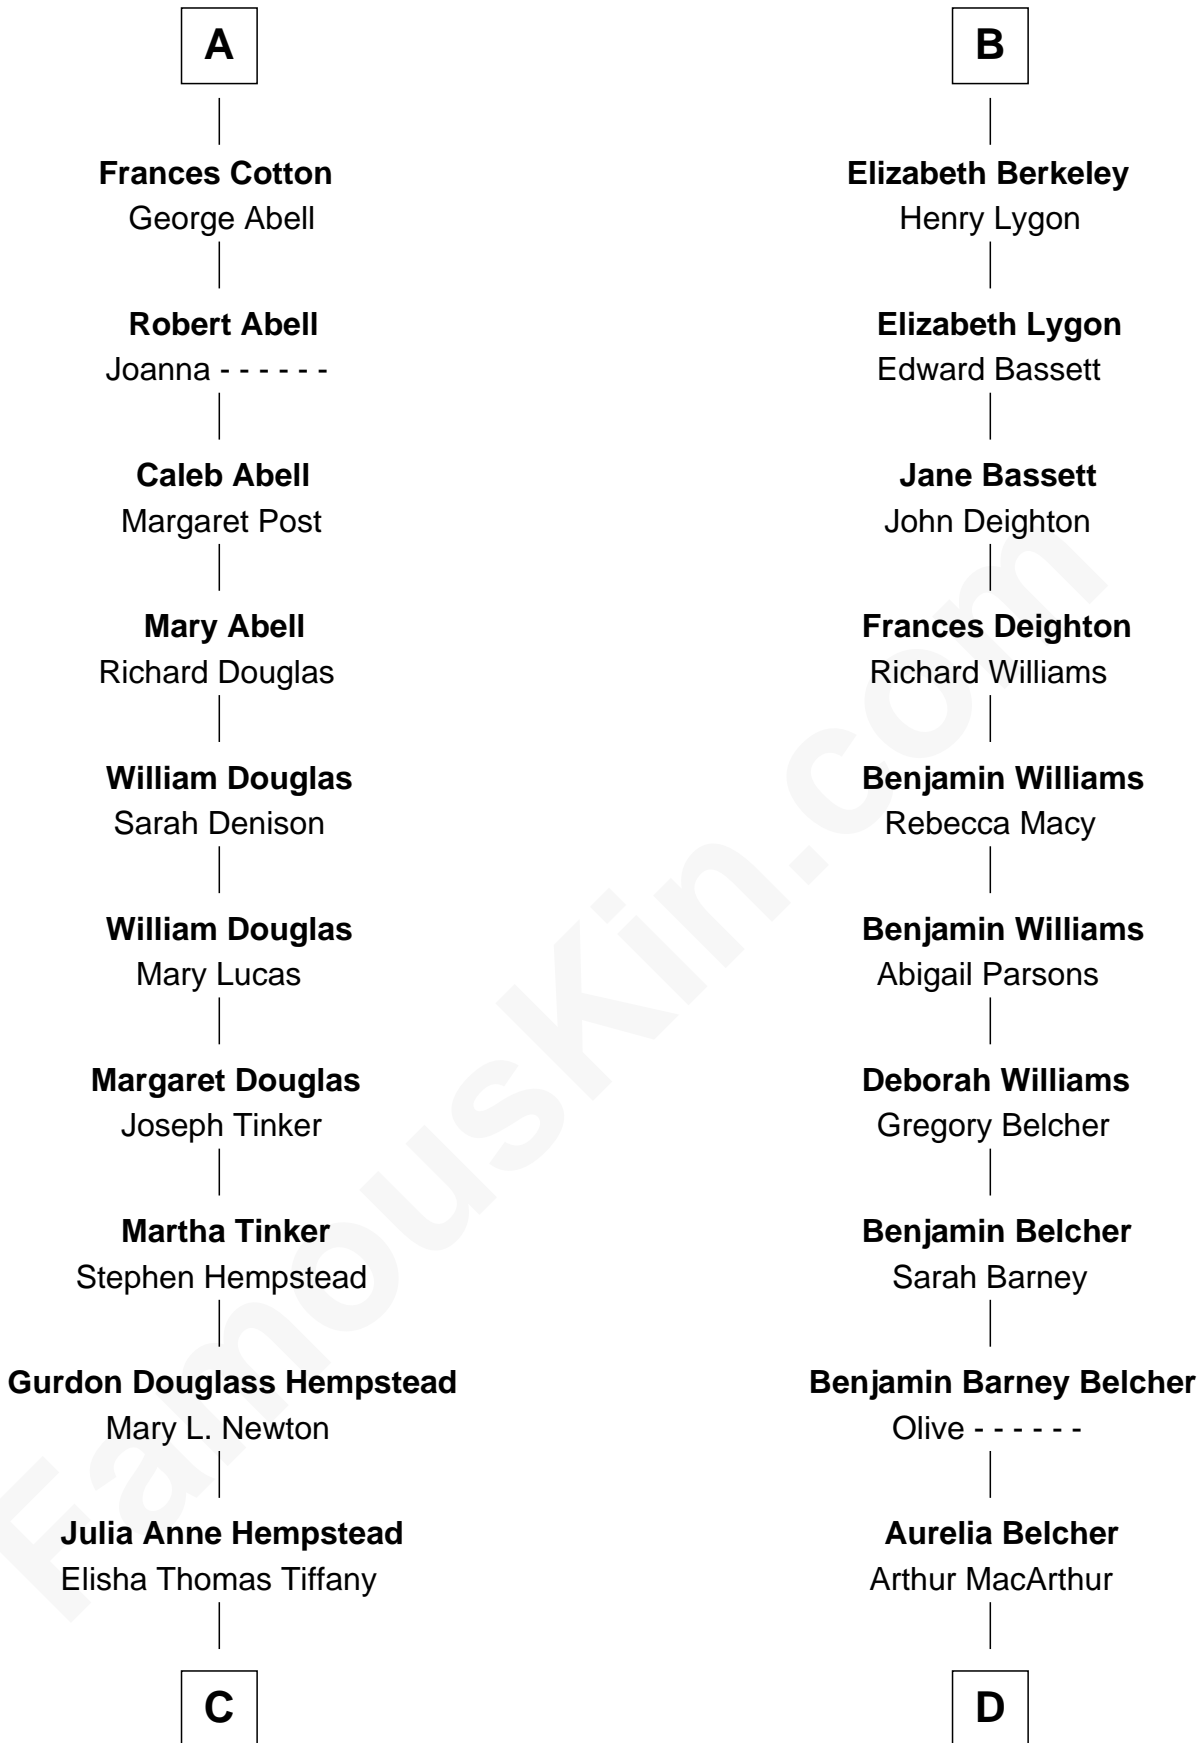 A
Frances Cotton
George Abell
Robert Abell
Joanna - - - - - -
Caleb Abell
Margaret Post
Mary Abell
Richard Douglas
William Douglas
Sarah Denison
William Douglas
Mary Lucas
Margaret Douglas
Joseph Tinker
Martha Tinker
Stephen Hempstead
Gurdon Douglass Hempstead
Mary L. Newton
Julia Anne Hempstead
Elisha Thomas Tiffany
C
B
Elizabeth Berkeley
Henry Lygon
Elizabeth Lygon
Edward Bassett
Jane Bassett
John Deighton
Frances Deighton
Richard Williams
Benjamin Williams
Rebecca Macy
Benjamin Williams
Abigail Parsons
Deborah Williams
Gregory Belcher
Benjamin Belcher
Sarah Barney
Benjamin Barney Belcher
Olive - - - - - -
Aurelia Belcher
Arthur MacArthur
D
FamousKin.com